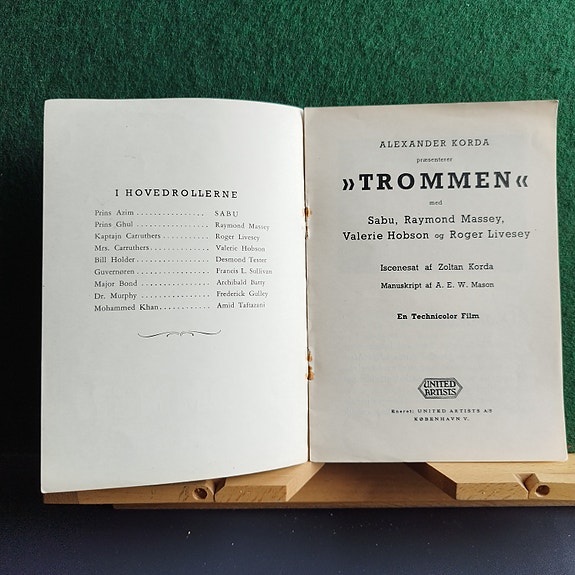 I HOVEDROLLERNE
Prins Azim . . . . . . . . . . . . . . . . SABU
Prins Ghul . . . . . . . . . . . . . . . . Raymond Massey
Kaptajn Carruthers . . . . . . . . . . . Roger Livesey
Mrs. Carruthers . . . . . . . . . . . . . Valerie Hobson
Bill Holder . . . . . . . . . . . . . . . . Desmond Tester
Guvernøren . . . . . . . . . . . . . . . Francis L. Sullivan
Major Bond . . . . . . . . . . . . . . . Archibald Batty
Dr. Murphy . . . . . . . . . . . . . . . Frederick Gulley
Mohammed Khan . . . . . . . . . . . . Amid Taftazani
ALEXANDER KORDA
præsenterer
»TROMMEN«
med
Sabu, Raymond Massey,
Valerie Hobson og Roger Livesey
Iscenesat af Zoltan Korda
Manuskript af A. E. W. Mason
En Technicolor Film
UNITED
ARTISTS
Eneret: UNITED ARTISTS A/S
KØBENHAVN V.